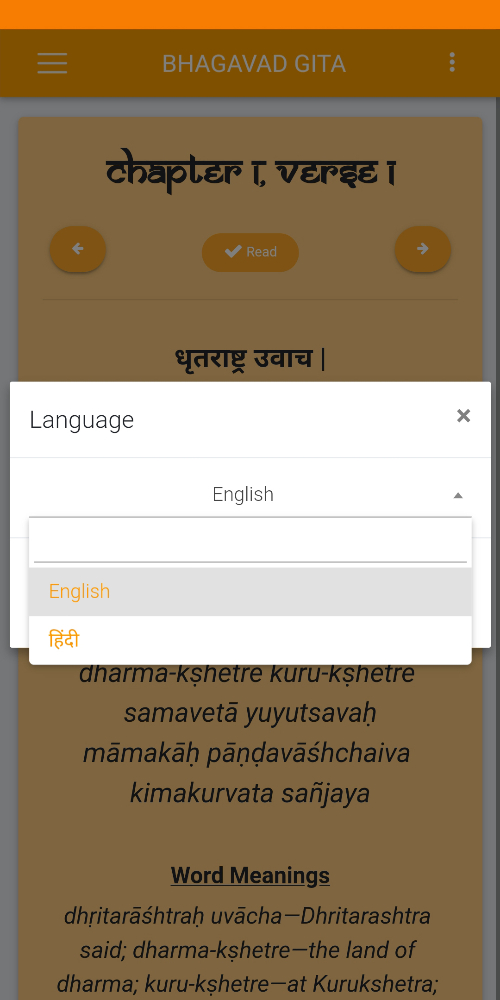 BHAGAVAD GITA
Chapter 1, Verse 1
Read
धृतराष्ट्र उवाच |
Language
×
English
English
हिंदी
dharma-kṣhetre kuru-kṣhetre
samavetā yuyutsavaḥ
māmakāḥ pāṇḍavāśhchaiva
kimakurvata sañjaya
Word Meanings
dhṛitarāśhtraḥ uvācha—Dhritarashtra
said; dharma-kṣhetre—the land of
dharma; kuru-kṣhetre—at Kurukshetra;